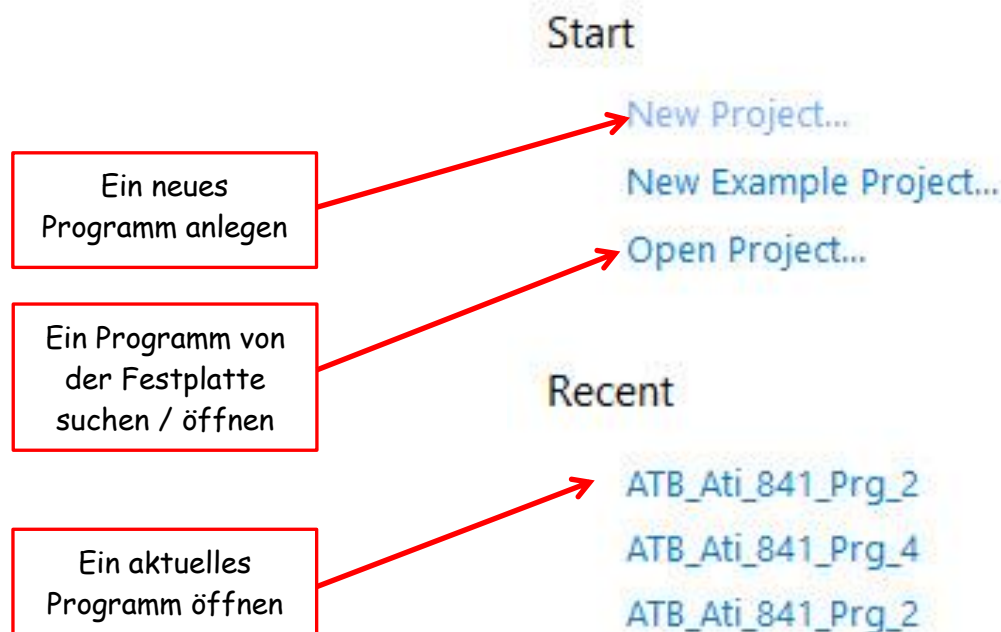 Start
New Project...
New Example Project...
Open Project...
Ein neues
Programm anlegen
Ein Programm von
der Festplatte
suchen / öffnen
Recent
ATB_Ati_841_Prg_2
ATB_Ati_841_Prg_4
ATB_Ati_841_Prg_2
Ein aktuelles
Programm öffnen